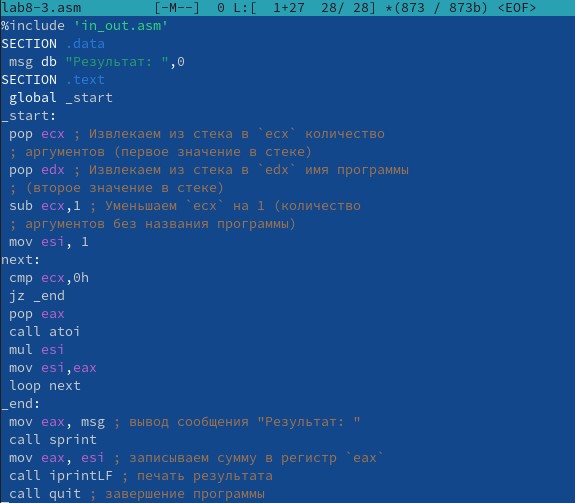 lab8-3.asm [-M--] 0 L:[ 1+27 28/ 28] *(873 / 873b) <EOF>
%include 'in_out.asm'
SECTION .data
 msg db "Результат: ",0
SECTION .text
 global _start
_start:
 pop ecx ; Извлекаем из стека в `ecx` количество
 ; аргументов (первое значение в стеке)
 pop edx ; Извлекаем из стека в `edx` имя программы
 ; (второе значение в стеке)
 sub ecx,1 ; Уменьшаем `ecx` на 1 (количество
 ; аргументов без названия программы)
 mov esi, 1
next:
 cmp ecx,0h
 jz _end
 pop eax
 call atoi
 mul esi
 mov esi,eax
 loop next
_end:
 mov eax, msg ; вывод сообщения "Результат: "
 call sprint
 mov eax, esi ; записываем сумму в регистр `eax`
 call iprintLF ; печать результата
 call quit ; завершение программы